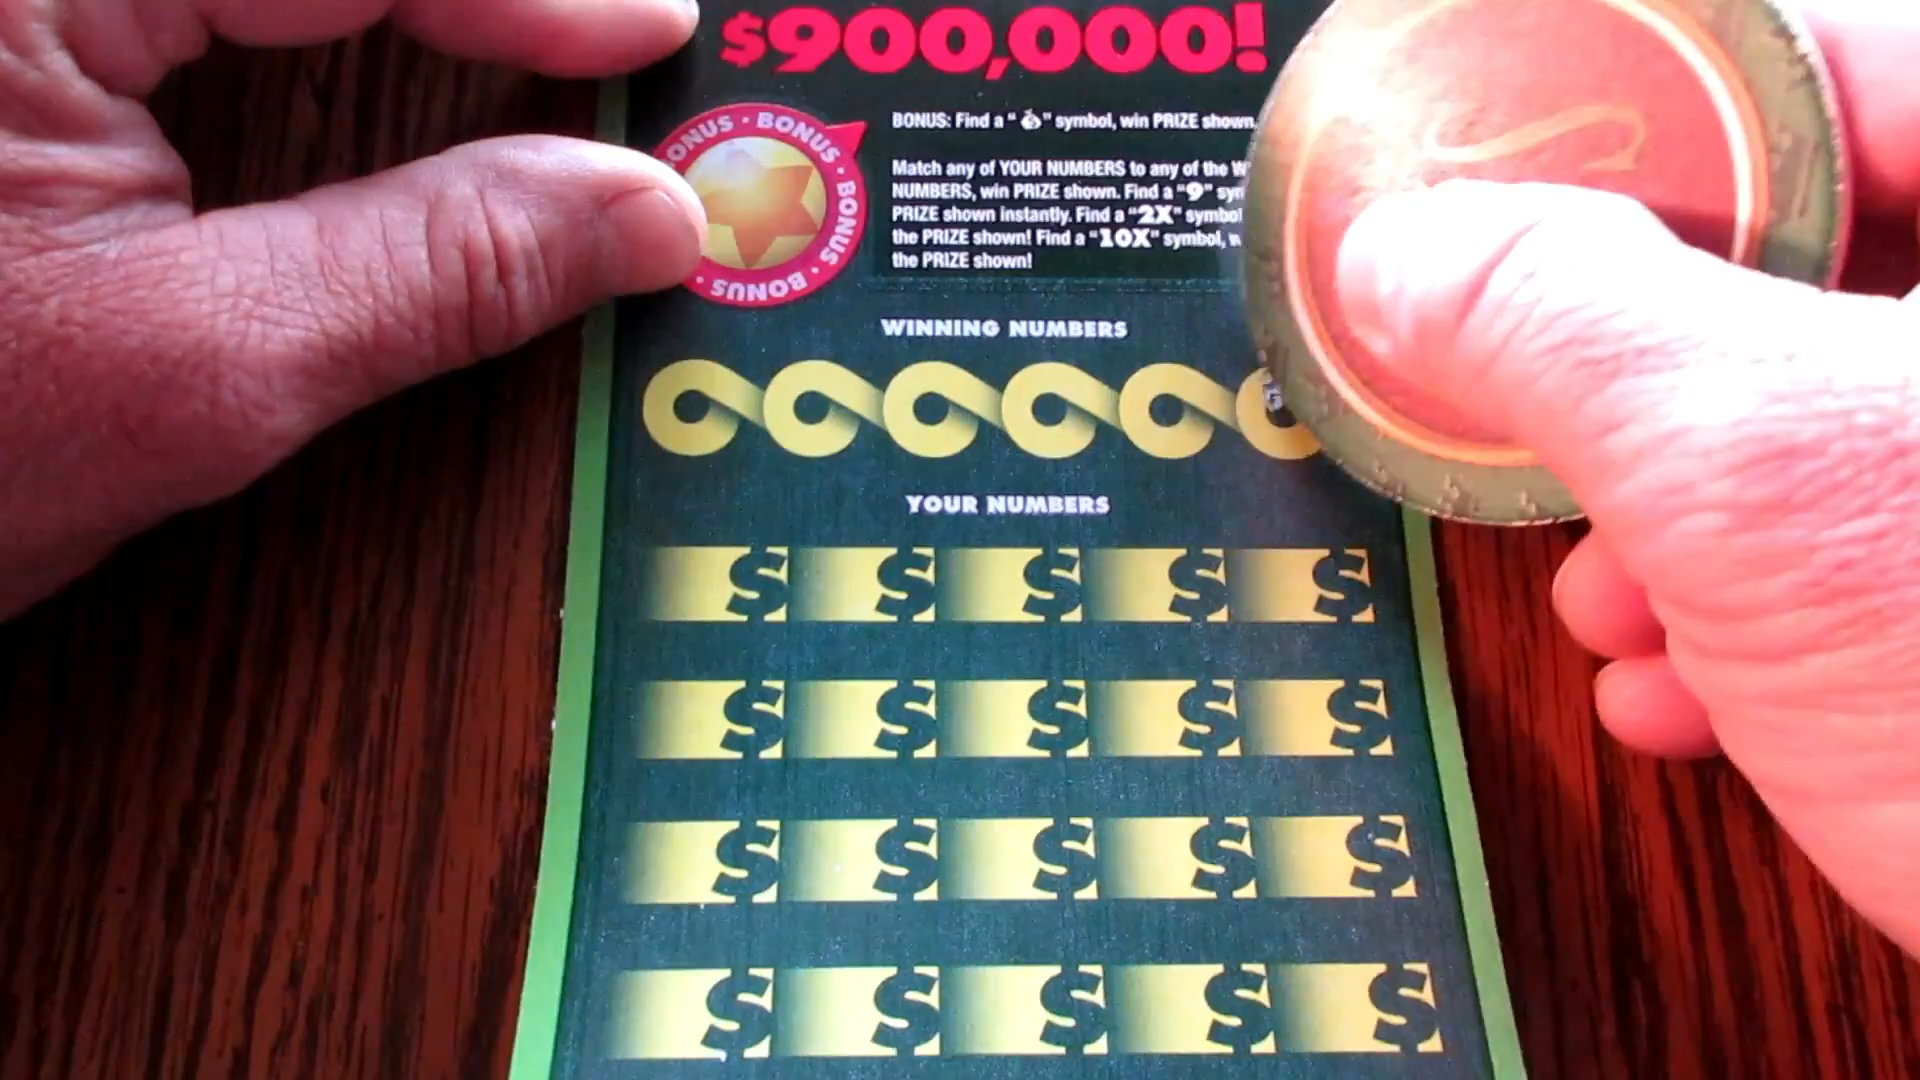 $900,000!
BONUS · BONUS · BONUS · BONUS ·
BONUS: Find a " " symbol, win PRIZE shown.
Match any of YOUR NUMBERS to any of the
NUMBERS, win PRIZE shown. Find a "9"
PRIZE shown instantly. Find a "2X" symbol
the PRIZE shown! Find a "10X" symbol,
the PRIZE shown!
WINNING NUMBERS
YOUR NUMBERS
$ $ $ $ $
$ $ $ $ $
$ $ $ $ $
$ $ $ $ $